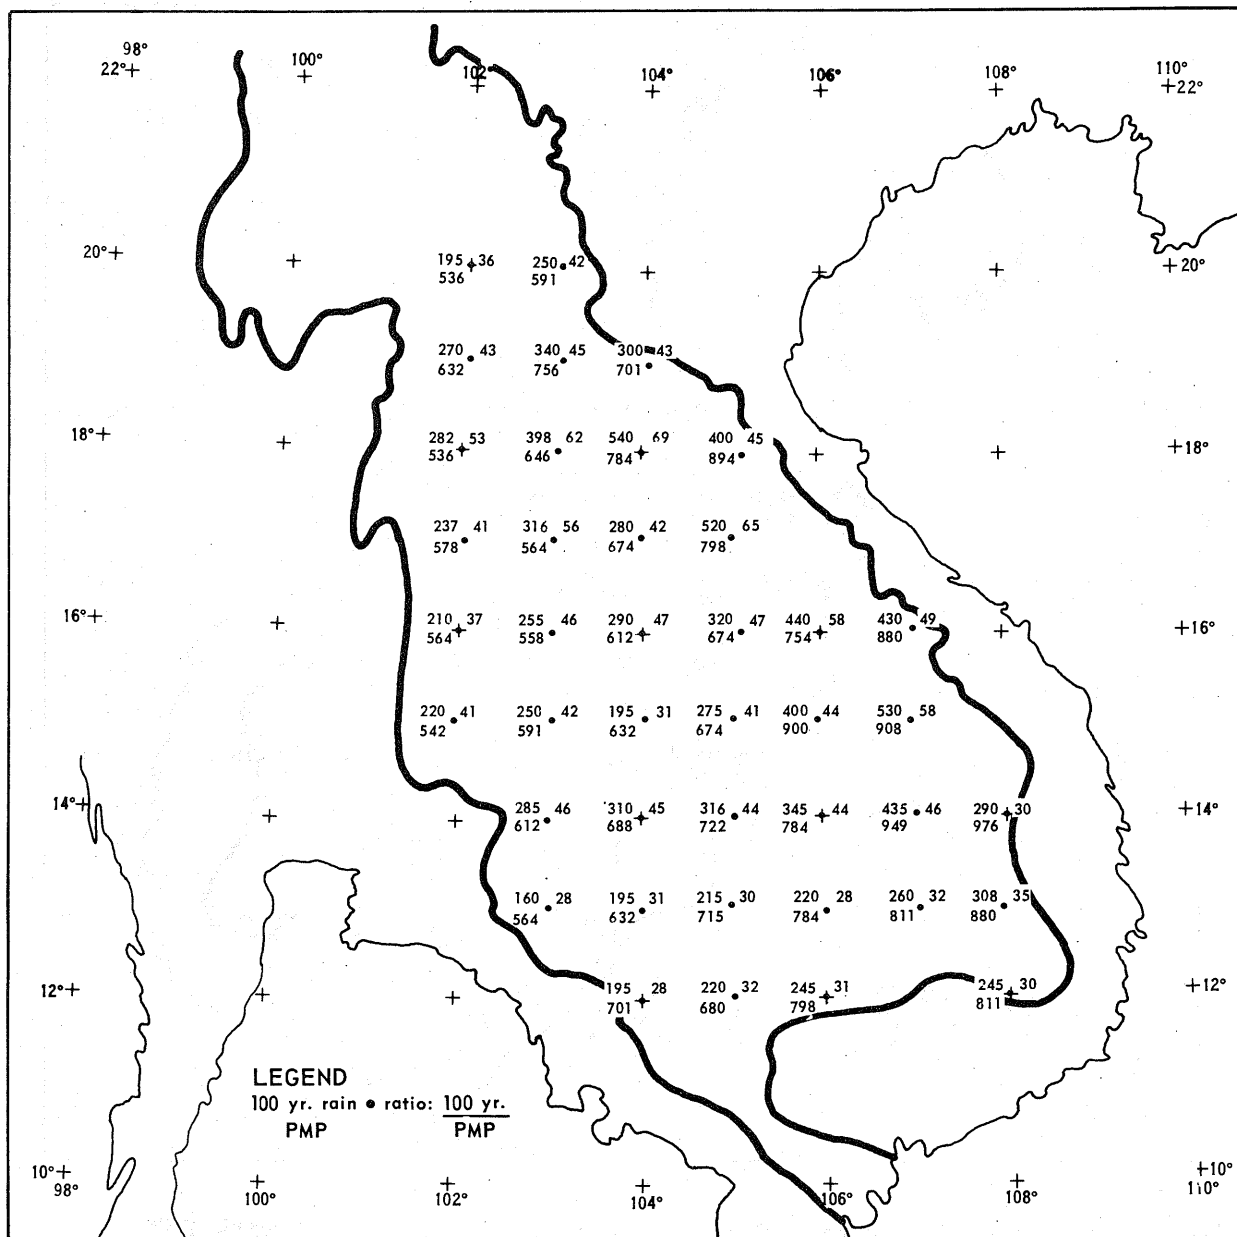 98° 100° 102° 104° 106° 108° 110°
22° 22°
20° 195 36 250 42 20°
536 591
270 43 340 45 300 43
632 756 701
18° 282 53 398 62 540 69 400 45 18°
536 646 784 894
237 41 316 56 280 42 520 65
578 564 674 798
16° 210 37 255 46 290 47 320 47 440 58 430 49 16°
564 558 612 674 754 880
220 41 250 42 195 31 275 41 400 44 530 58
542 591 632 674 900 908
14° 285 46 310 45 316 44 345 44 435 46 290 30 14°
612 688 722 784 949 976
160 28 195 31 215 30 220 28 260 32 308 35
564 632 715 784 811 880
12° 195 28 220 32 245 31 245 30 12°
701 680 798 811
LEGEND
100 yr. rain ● ratio: 100 yr.
PMP PMP
10° 10°
98° 100° 102° 104° 106° 108° 110°